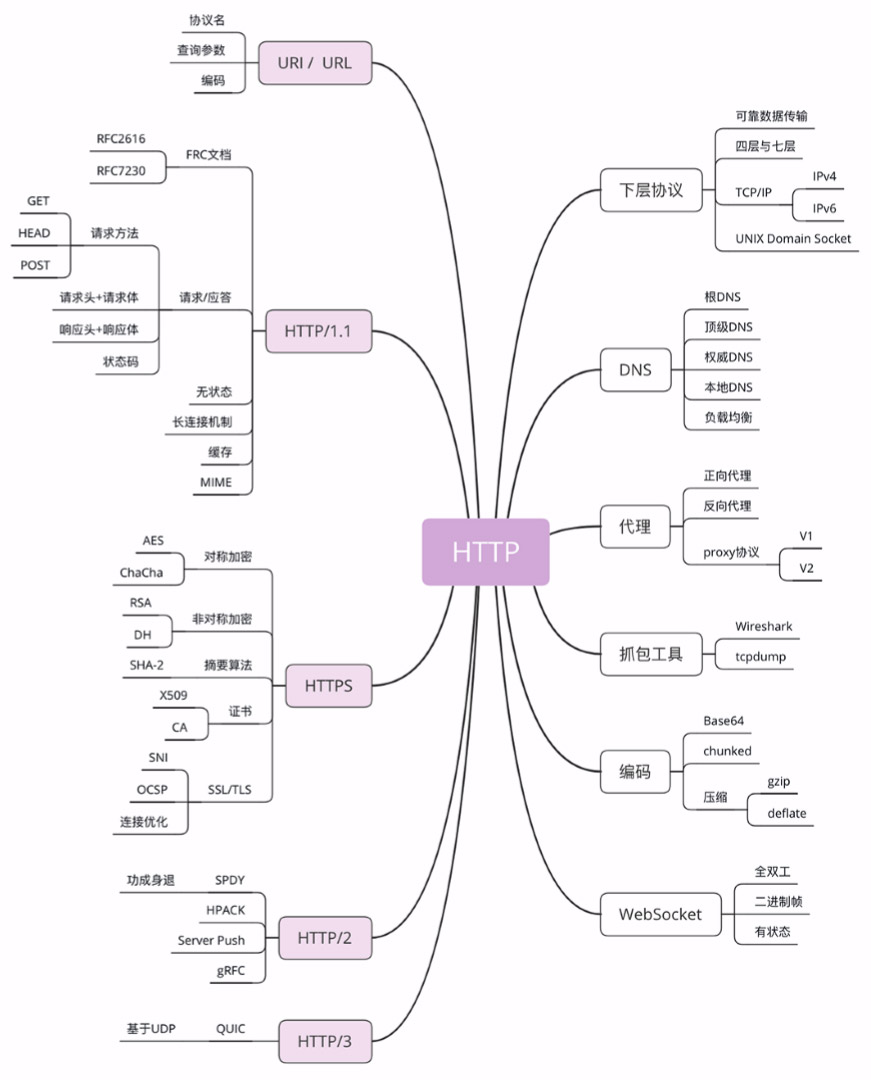 HTTP
URI / URL
协议名
查询参数
编码
HTTP/1.1
FRC文档
RFC2616
RFC7230
请求/应答
请求方法
GET
HEAD
POST
请求头+请求体
响应头+响应体
状态码
无状态
长连接机制
缓存
MIME
HTTPS
对称加密
AES
ChaCha
非对称加密
RSA
DH
摘要算法
SHA-2
证书
X509
CA
SSL/TLS
SNI
OCSP
连接优化
HTTP/2
SPDY
功成身退
HPACK
Server Push
gRFC
HTTP/3
QUIC
基于UDP
下层协议
可靠数据传输
四层与七层
TCP/IP
IPv4
IPv6
UNIX Domain Socket
DNS
根DNS
顶级DNS
权威DNS
本地DNS
负载均衡
代理
正向代理
反向代理
proxy协议
V1
V2
抓包工具
Wireshark
tcpdump
编码
Base64
chunked
压缩
gzip
deflate
WebSocket
全双工
二进制帧
有状态